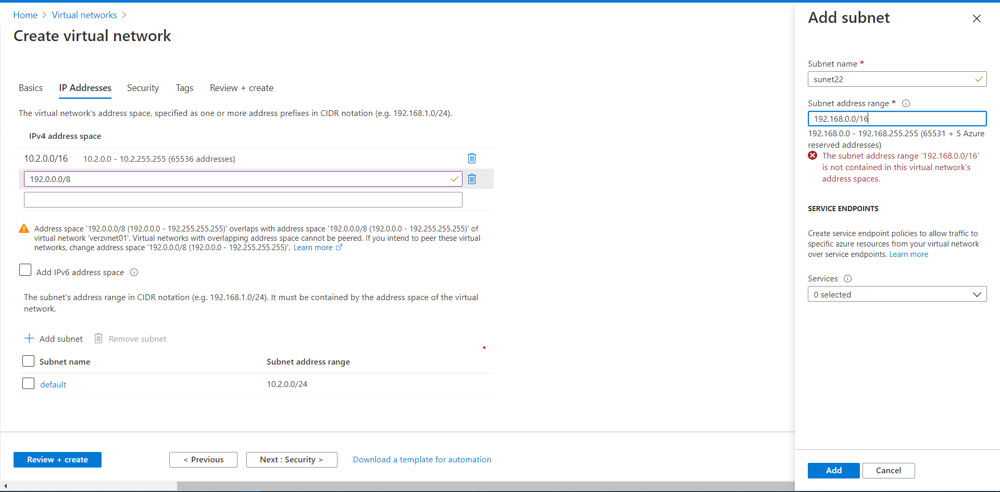 Home > Virtual networks >
Create virtual network
Basics
IP Addresses
Security
Tags
Review + create
The virtual network's address space, specified as one or more address prefixes in CIDR notation (e.g. 192.168.1.0/24).
IPv4 address space
10.2.0.0/16 10.2.0.0 - 10.2.255.255 (65536 addresses)
192.0.0.0/8
Address space '192.0.0.0/8 (192.0.0.0 - 192.255.255.255)' overlaps with address space '192.0.0.0/8 (192.0.0.0 - 192.255.255.255)' of
virtual network 'verzvnet01'. Virtual networks with overlapping address space cannot be peered. If you intend to peer these virtual
networks, change address space '192.0.0.0/8 (192.0.0.0 - 192.255.255.255)'. Learn more
Add IPv6 address space
The subnet's address range in CIDR notation (e.g. 192.168.1.0/24). It must be contained by the address space of the virtual
network.
Add subnet
Remove subnet
Subnet name Subnet address range
default 10.2.0.0/24
Review + create
< Previous
Next : Security >
Download a template for automation
Add subnet
Subnet name *
sunet22
Subnet address range *
192.168.0.0/16
192.168.0.0 - 192.168.255.255 (65531 + 5 Azure
reserved addresses)
The subnet address range '192.168.0.0/16'
is not contained in this virtual network's
address spaces.
SERVICE ENDPOINTS
Create service endpoint policies to allow traffic to
specific azure resources from your virtual network
over service endpoints. Learn more
Services
0 selected
Add
Cancel